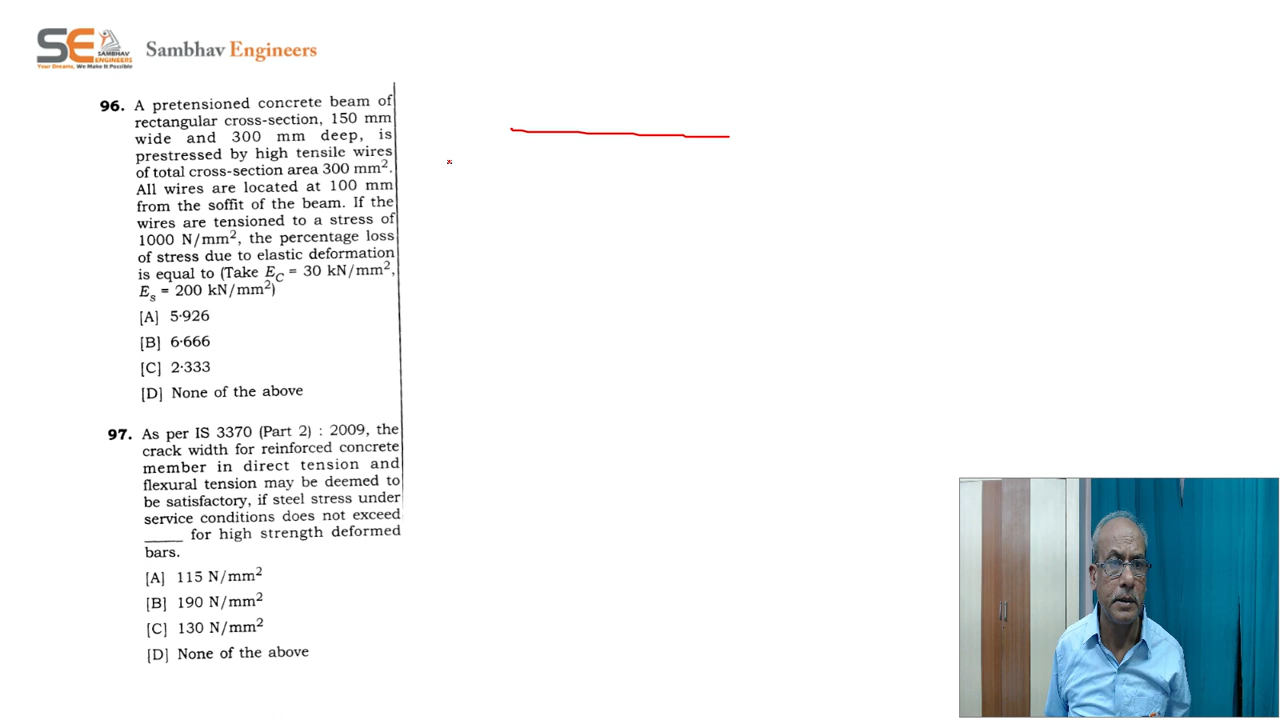 SE
SAMBHAV
ENGINEERS
Your Dreams, We Make It Possible
Sambhav Engineers
96. A pretensioned concrete beam of
rectangular cross-section, 150 mm
wide and 300 mm deep, is
prestressed by high tensile wires
of total cross-section area 300 mm².
All wires are located at 100 mm
from the soffit of the beam. If the
wires are tensioned to a stress of
1000 N/mm², the percentage loss
of stress due to elastic deformation
is equal to (Take E_C = 30 kN/mm²,
E_s = 200 kN/mm²)
[A] 5·926
[B] 6·666
[C] 2·333
[D] None of the above
97. As per IS 3370 (Part 2) : 2009, the
crack width for reinforced concrete
member in direct tension and
flexural tension may be deemed to
be satisfactory, if steel stress under
service conditions does not exceed
_____ for high strength deformed
bars.
[A] 115 N/mm²
[B] 190 N/mm²
[C] 130 N/mm²
[D] None of the above